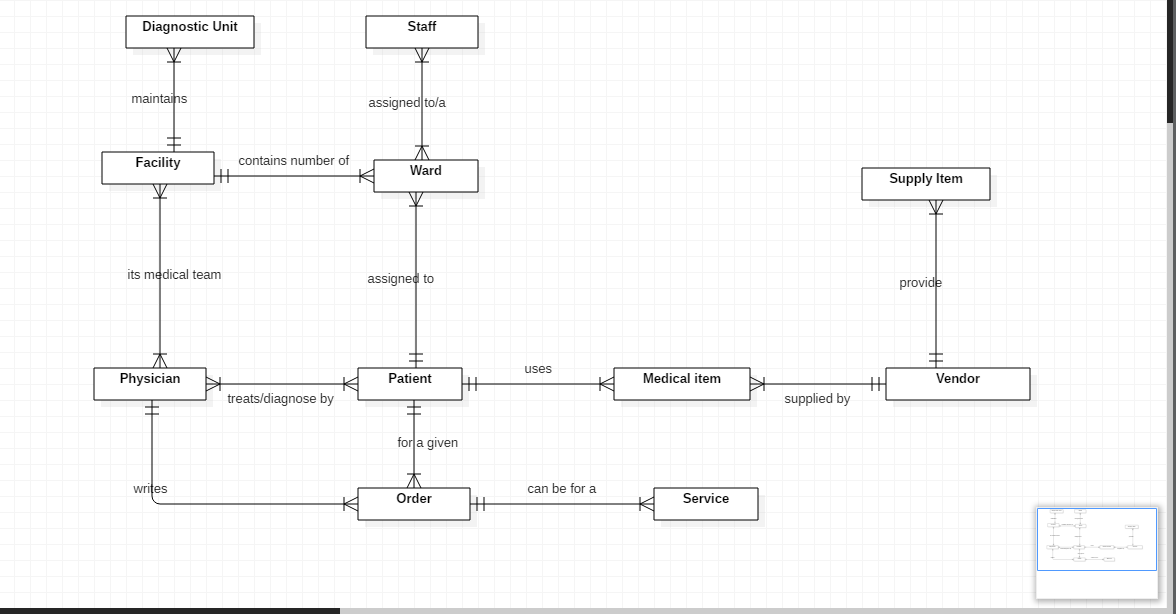 Diagnostic Unit
Staff
maintains
assigned to/a
Facility
contains number of
Ward
Supply Item
its medical team
assigned to
provide
Physician
treats/diagnose by
Patient
uses
Medical item
supplied by
Vendor
for a given
writes
Order
can be for a
Service